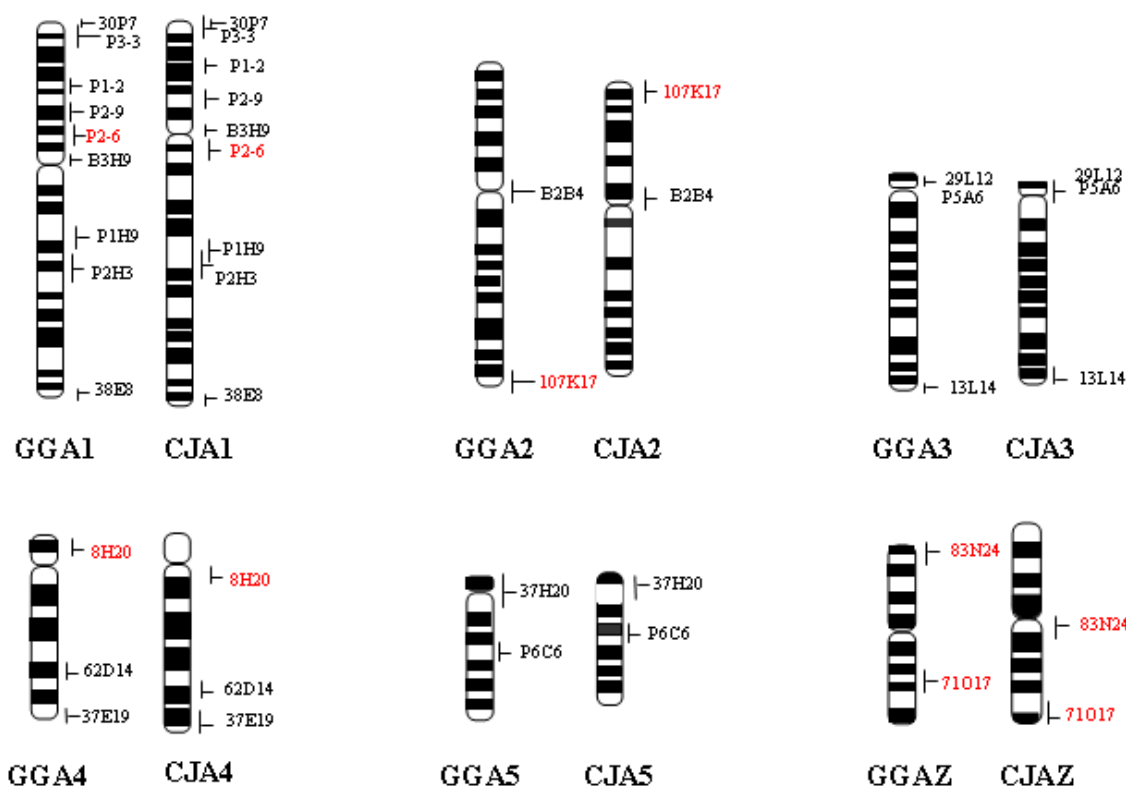 30P7
P3-3
P1-2
P2-9
P2-6
B3H9
P1H9
P2H3
38E8
GGA1
30P7
P3-3
P1-2
P2-9
B3H9
P2-6
P1H9
P2H3
38E8
CJA1
B2B4
107K17
GGA2
107K17
B2B4
CJA2
29L12
P5A6
13L14
GGA3
29L12
P5A6
13L14
CJA3
8H20
62D14
37E19
GGA4
8H20
62D14
37E19
CJA4
37H20
P6C6
GGA5
37H20
P6C6
CJA5
83N24
71O17
GGAZ
83N24
71O17
CJAZ